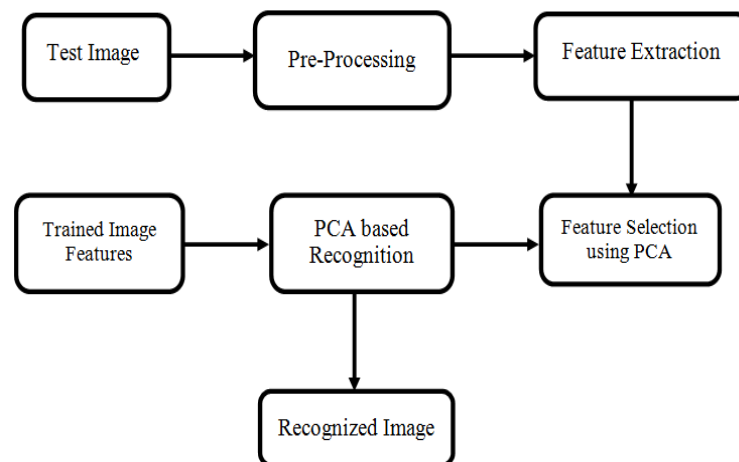 Test Image
Pre-Processing
Feature Extraction
Trained Image
Features
PCA based
Recognition
Feature Selection
using PCA
Recognized Image